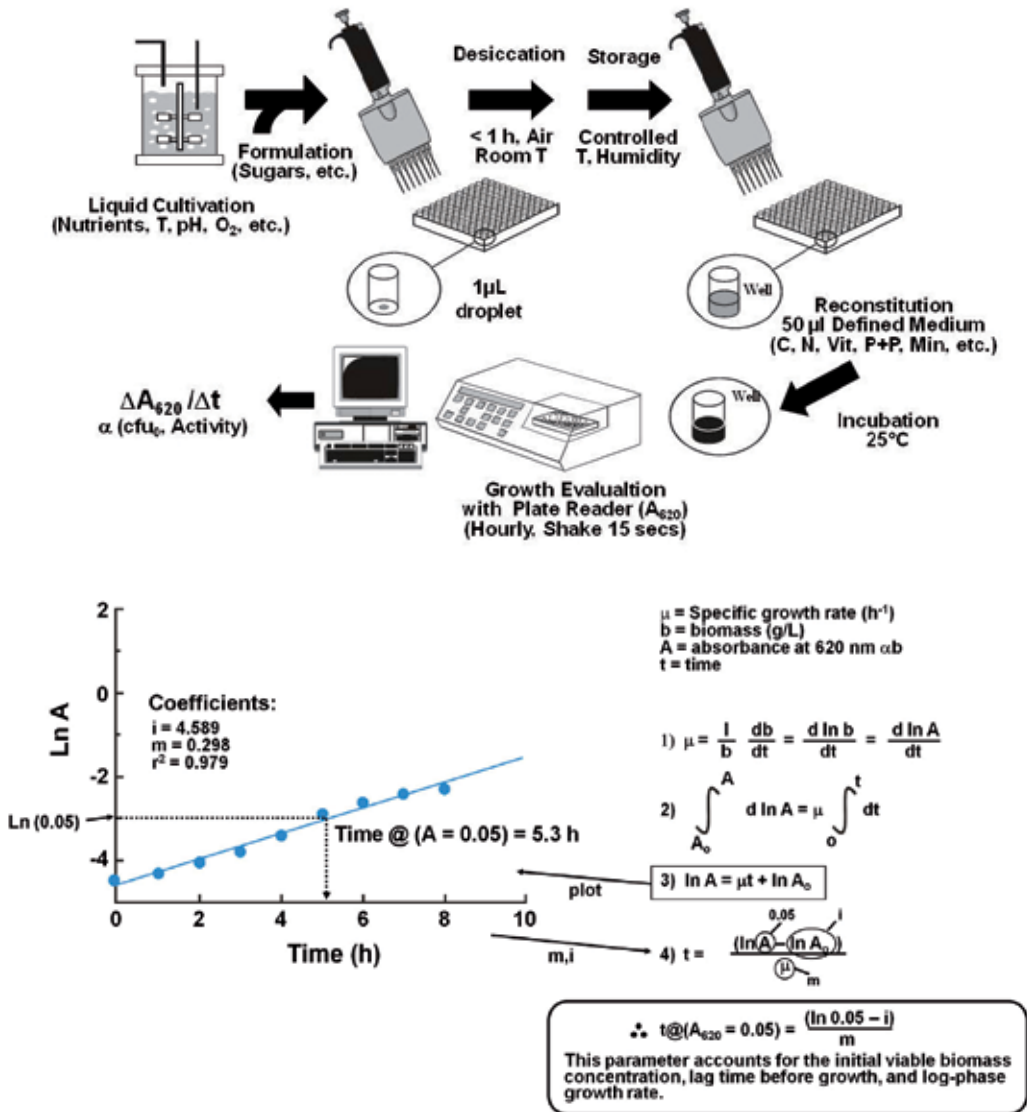 Desiccation
Storage
< 1 h, Air
Room T
Controlled
T, Humidity
Formulation
(Sugars, etc.)
Liquid Cultivation
(Nutrients, T, pH, O₂, etc.)
1µL
droplet
Well
Reconstitution
50 µl Defined Medium
(C, N, Vit, P+P, Min, etc.)
Well
Incubation
25°C
ΔA₆₂₀ /Δt
α (cfu₀, Activity)
Growth Evalualtion
with Plate Reader (A₆₂₀)
(Hourly, Shake 15 secs)
2
0
-2
-4
Ln A
Coefficients:
i = 4.589
m = 0.298
r² = 0.979
Ln (0.05)
Time @ (A = 0.05) = 5.3 h
0 2 4 6 8 10
Time (h)
plot
m,i
µ = Specific growth rate (h⁻¹)
b = biomass (g/L)
A = absorbance at 620 nm αb
t = time
1) µ = I/b db/dt = d ln b/dt = d ln A/dt
2) ∫ A₀ A d ln A = µ ∫ o t dt
3) ln A = µt + ln A₀
0.05 i
4) t = (ln A – ln A₀)/µ
m
∴ t@(A₆₂₀ = 0.05) = (ln 0.05 – i)/m
This parameter accounts for the initial viable biomass
concentration, lag time before growth, and log-phase
growth rate.